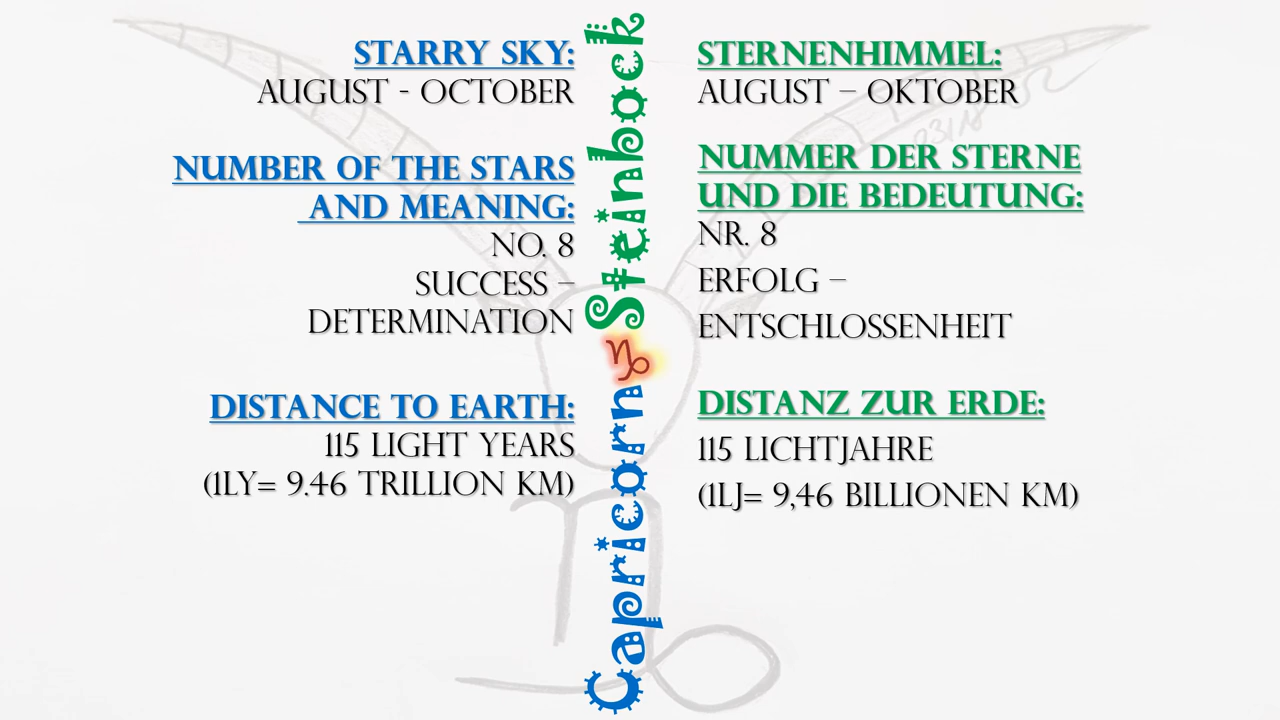 STARRY SKY:
AUGUST - OCTOBER
NUMBER OF THE STARS
AND MEANING:
NO. 8
SUCCESS –
DETERMINATION
DISTANCE TO EARTH:
115 LIGHT YEARS
(1LY= 9.46 TRILLION KM)
Capricorn ♑ Steinbock
STERNENHIMMEL:
AUGUST – OKTOBER
NUMMER DER STERNE
UND DIE BEDEUTUNG:
NR. 8
ERFOLG –
ENTSCHLOSSENHEIT
DISTANZ ZUR ERDE:
115 LICHTJAHRE
(1LJ= 9,46 BILLIONEN KM)